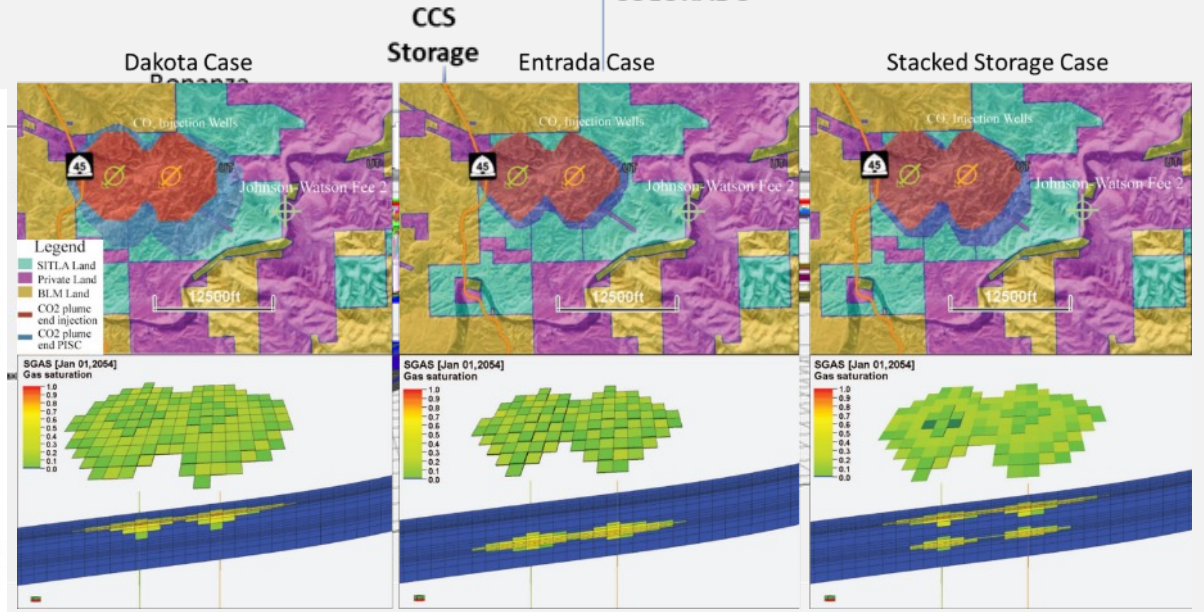 CCS
Storage
Dakota Case
Entrada Case
Stacked Storage Case
Bonanza
CO₂ Injection Wells
45
Johnson-Watson Fee 2
12500ft
Legend
SITLA Land
Private Land
BLM Land
CO2 plume
end injection
CO2 plume
end PISC
CO₂ Injection Wells
45
Johnson-Watson Fee 2
12500ft
CO₂ Injection Wells
45
Johnson-Watson Fee 2
12500ft
SGAS [Jan 01,2054]
Gas saturation
1.0
0.9
0.8
0.7
0.6
0.5
0.4
0.3
0.2
0.1
0.0
SGAS [Jan 01,2054]
Gas saturation
1.0
0.9
0.8
0.7
0.6
0.5
0.4
0.3
0.2
0.1
0.0
SGAS [Jan 01,2054]
Gas saturation
1.0
0.9
0.8
0.7
0.6
0.5
0.4
0.3
0.2
0.1
0.0